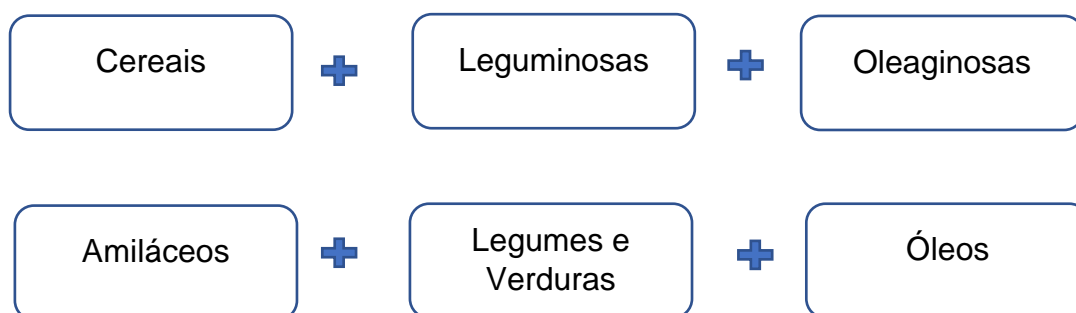 Cereais
Leguminosas
Oleaginosas
Amiláceos
Legumes e
Verduras
Óleos